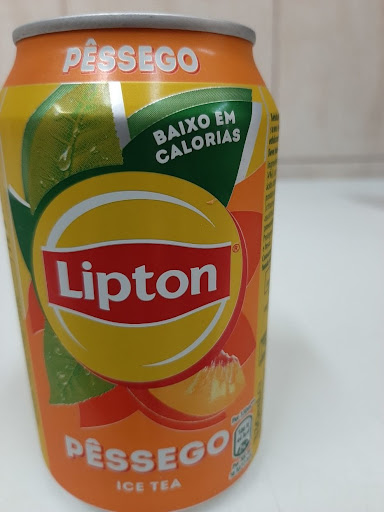 PÊSSEGO
BAIXO EM
CALORIAS
Lipton®
PÊSSEGO
ICE TEA